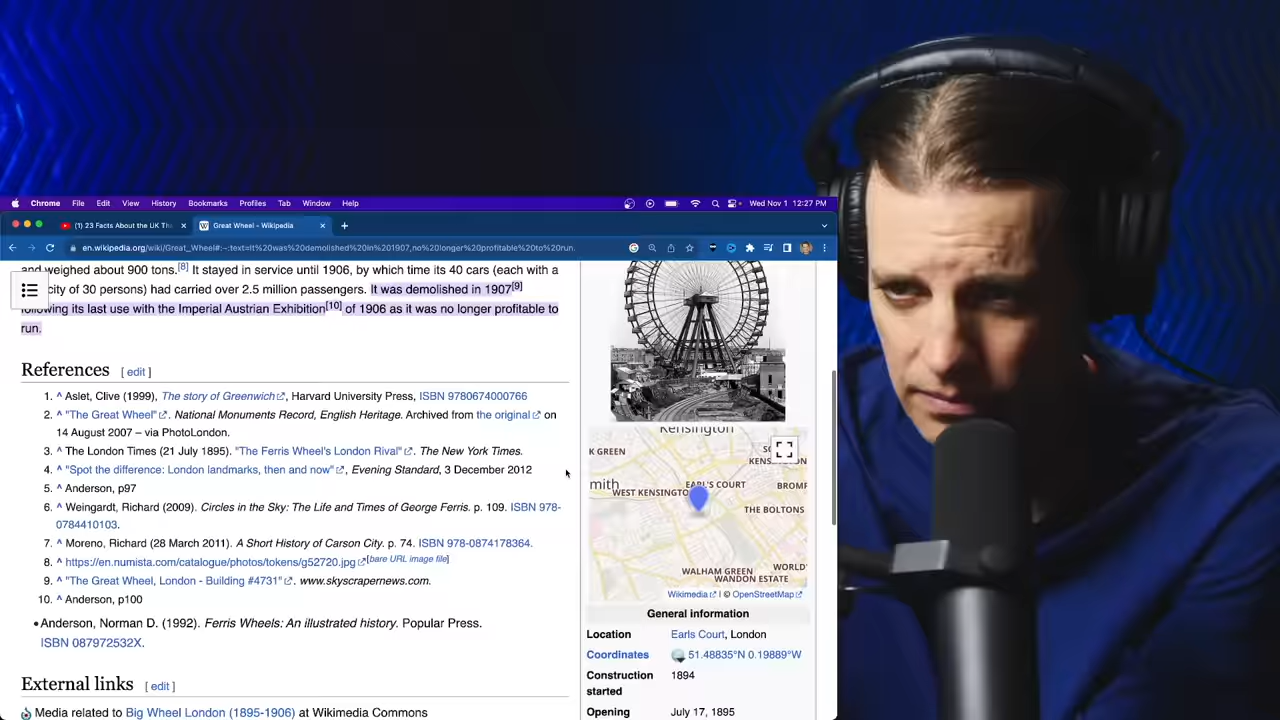 Chrome File Edit View History Bookmarks Profiles Tab Window Help Wed Nov 1 12:27 PM
(1) 23 Facts About the UK Th
Great Wheel - Wikipedia
en.wikipedia.org/wiki/Great_Wheel#:~:text=It%20was%20demolished%20in%201907,no%20longer%20profitable%20to%20run.
and weighed about 900 tons.[8] It stayed in service until 1906, by which time its 40 cars (each with a
city of 30 persons) had carried over 2.5 million passengers. It was demolished in 1907[9]
following its last use with the Imperial Austrian Exhibition[10] of 1906 as it was no longer profitable to
run.
References [ edit ]
1. ^ Aslet, Clive (1999), The story of Greenwich, Harvard University Press, ISBN 9780674000766
2. ^ "The Great Wheel". National Monuments Record, English Heritage. Archived from the original on
14 August 2007 – via PhotoLondon.
3. ^ The London Times (21 July 1895). "The Ferris Wheel's London Rival". The New York Times.
4. ^ "Spot the difference: London landmarks, then and now", Evening Standard, 3 December 2012
5. ^ Anderson, p97
6. ^ Weingardt, Richard (2009). Circles in the Sky: The Life and Times of George Ferris. p. 109. ISBN 978-
0784410103.
7. ^ Moreno, Richard (28 March 2011). A Short History of Carson City. p. 74. ISBN 978-0874178364.
8. ^ https://en.numista.com/catalogue/photos/tokens/g52720.jpg[bare URL image file]
9. ^ "The Great Wheel, London - Building #4731". www.skyscrapernews.com.
10. ^ Anderson, p100
• Anderson, Norman D. (1992). Ferris Wheels: An illustrated history. Popular Press.
ISBN 087972532X.
External links [ edit ]
Media related to Big Wheel London (1895-1906) at Wikimedia Commons
Kensington
K GREEN
SOU
KENSINGTON
mith
WEST KENSINGTO
EARL'S COURT
BROMP
THE BOLTONS
WALHAM GREEN
WORLD'
WANDON ESTATE
Wikimedia | © OpenStreetMap
General information
Location Earls Court, London
Coordinates 51.48835°N 0.19889°W
Construction 1894
started
Opening July 17, 1895